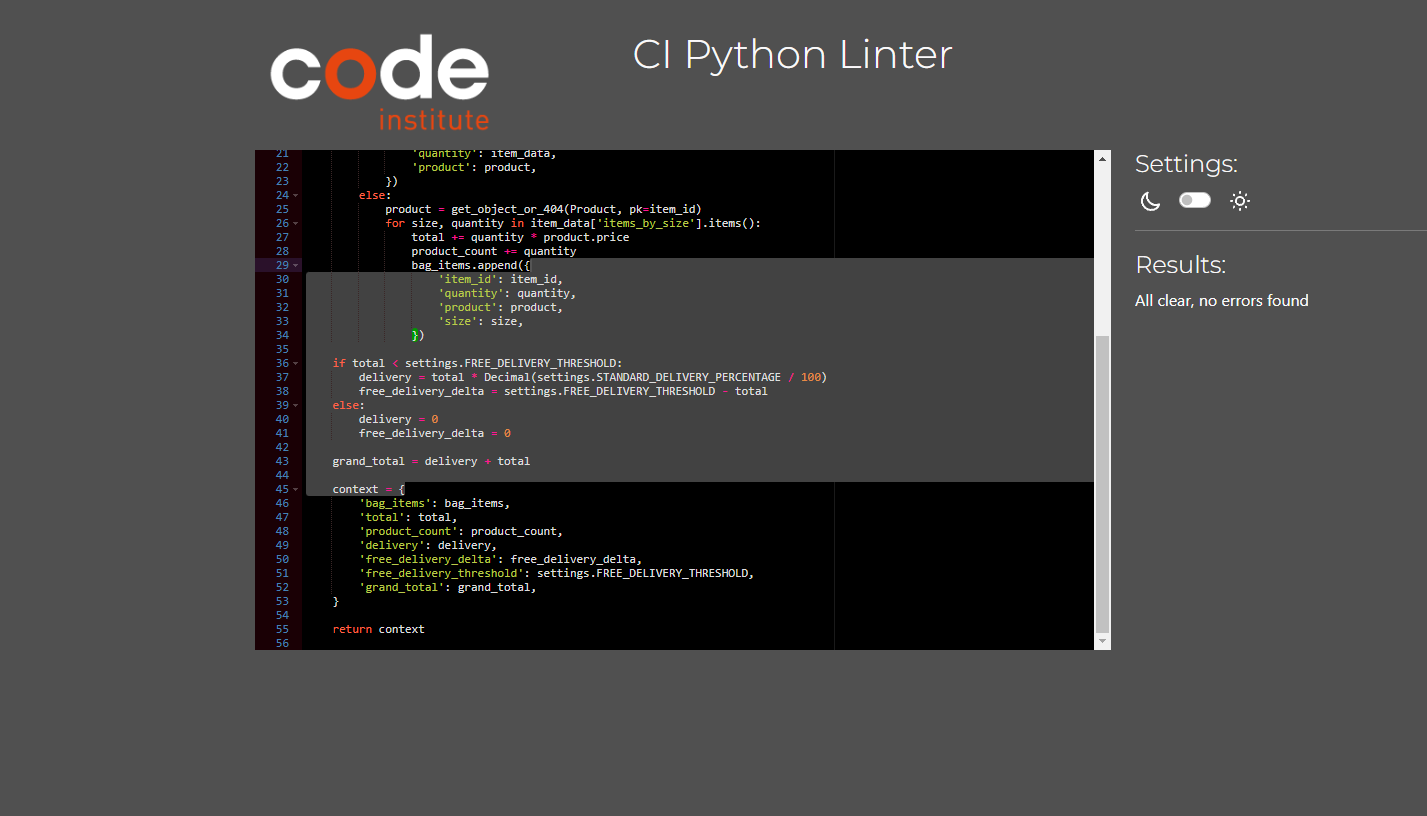 code
institute
CI Python Linter
21 'quantity': item_data,
22 'product': product,
23 })
24 else:
25 product = get_object_or_404(Product, pk=item_id)
26 for size, quantity in item_data['items_by_size'].items():
27 total += quantity * product.price
28 product_count += quantity
29 bag_items.append({
30 'item_id': item_id,
31 'quantity': quantity,
32 'product': product,
33 'size': size,
34 })
35
36 if total < settings.FREE_DELIVERY_THRESHOLD:
37 delivery = total * Decimal(settings.STANDARD_DELIVERY_PERCENTAGE / 100)
38 free_delivery_delta = settings.FREE_DELIVERY_THRESHOLD - total
39 else:
40 delivery = 0
41 free_delivery_delta = 0
42
43 grand_total = delivery + total
44
45 context = {
46 'bag_items': bag_items,
47 'total': total,
48 'product_count': product_count,
49 'delivery': delivery,
50 'free_delivery_delta': free_delivery_delta,
51 'free_delivery_threshold': settings.FREE_DELIVERY_THRESHOLD,
52 'grand_total': grand_total,
53 }
54
55 return context
56
Settings:
Results:
All clear, no errors found